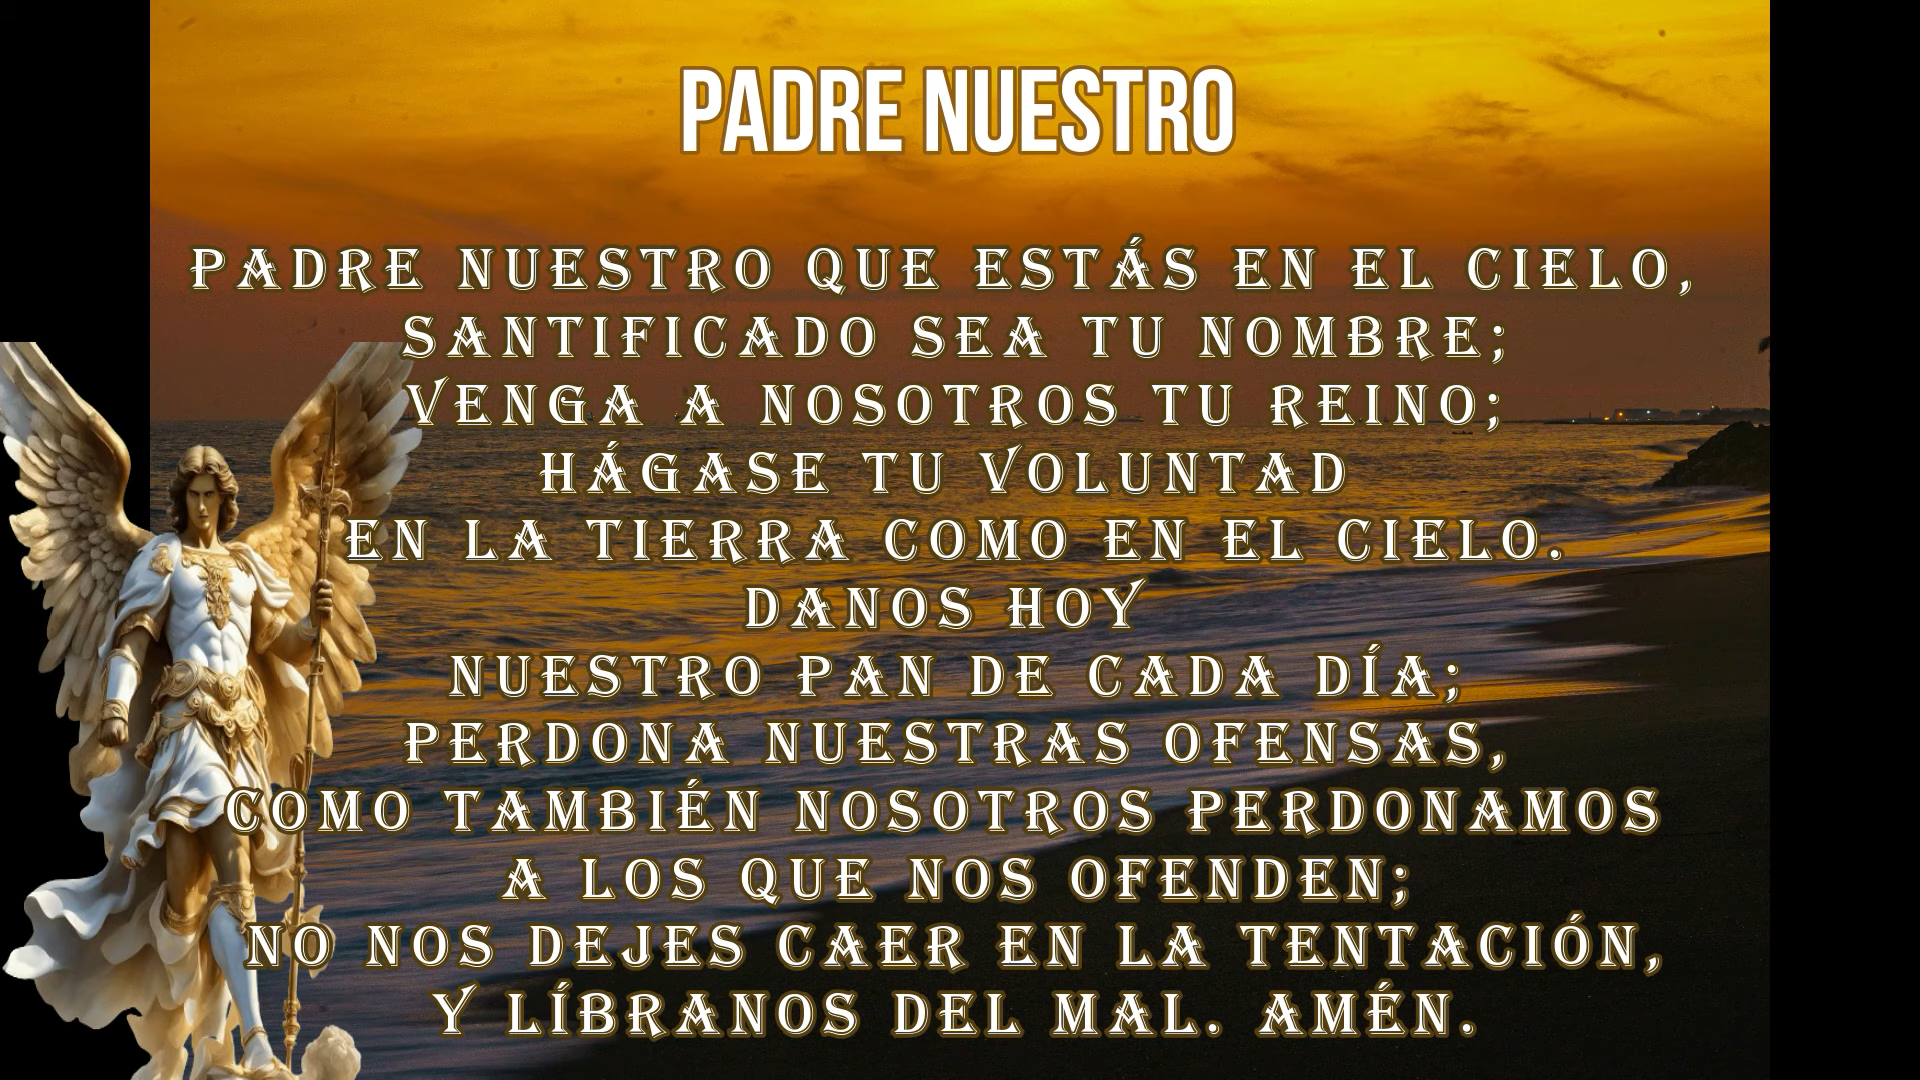 PADRE NUESTRO
PADRE NUESTRO QUE ESTÁS EN EL CIELO,
SANTIFICADO SEA TU NOMBRE;
VENGA A NOSOTROS TU REINO;
HÁGASE TU VOLUNTAD
EN LA TIERRA COMO EN EL CIELO.
DANOS HOY
NUESTRO PAN DE CADA DÍA;
PERDONA NUESTRAS OFENSAS,
COMO TAMBIÉN NOSOTROS PERDONAMOS
A LOS QUE NOS OFENDEN;
NO NOS DEJES CAER EN LA TENTACIÓN,
Y LÍBRANOS DEL MAL. AMÉN.